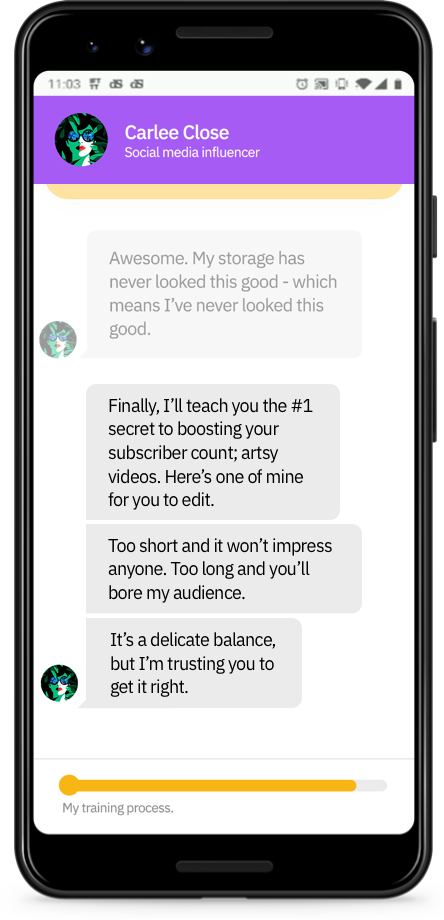 11:03
Carlee Close
Social media influencer
Awesome. My storage has
never looked this good - which
means I’ve never looked this
good.
Finally, I’ll teach you the #1
secret to boosting your
subscriber count; artsy
videos. Here’s one of mine
for you to edit.
Too short and it won’t impress
anyone. Too long and you’ll
bore my audience.
It’s a delicate balance,
but I’m trusting you to
get it right.
My training process.